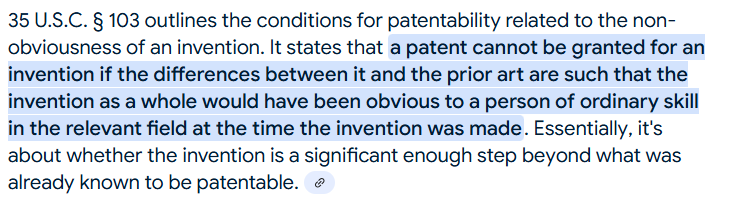 35 U.S.C. § 103 outlines the conditions for patentability related to the non-
obviousness of an invention. It states that a patent cannot be granted for an
invention if the differences between it and the prior art are such that the
invention as a whole would have been obvious to a person of ordinary skill
in the relevant field at the time the invention was made. Essentially, it's
about whether the invention is a significant enough step beyond what was
already known to be patentable.